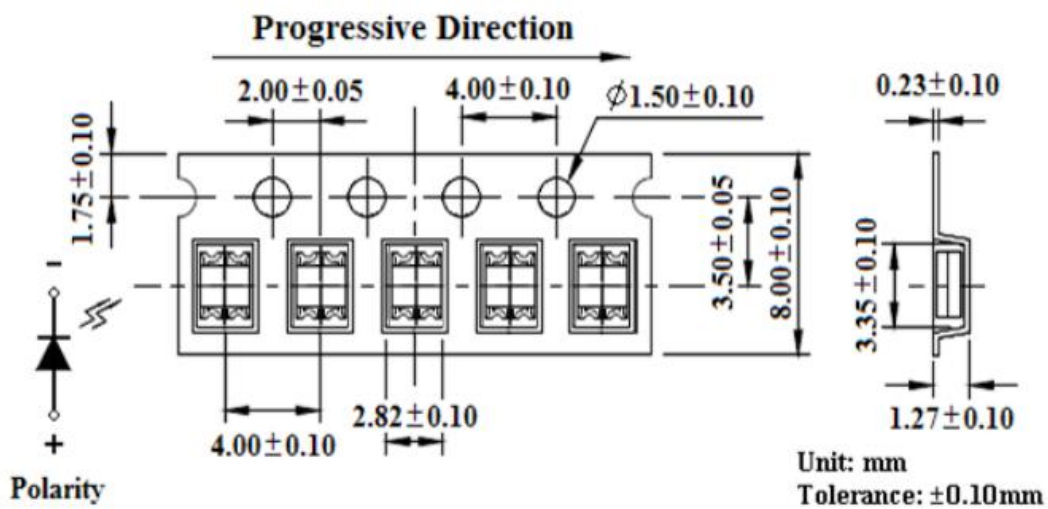 Progressive Direction
2.00±0.05
4.00±0.10
ϕ1.50±0.10
0.23±0.10
1.75±0.10
3.50±0.05
8.00±0.10
3.35±0.10
-
+
4.00±0.10
2.82±0.10
1.27±0.10
Polarity
Unit: mm
Tolerance: ±0.10mm